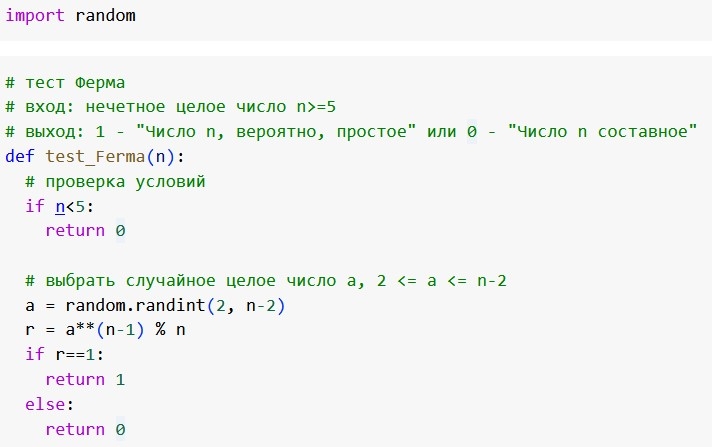 import random
# тест Ферма
# вход: нечетное целое число n>=5
# выход: 1 - "Число n, вероятно, простое" или 0 - "Число n составное"
def test_Ferma(n):
  # проверка условий
  if n<5:
    return 0

  # выбрать случайное целое число a, 2 <= a <= n-2
  a = random.randint(2, n-2)
  r = a**(n-1) % n
  if r==1:
    return 1
  else:
    return 0